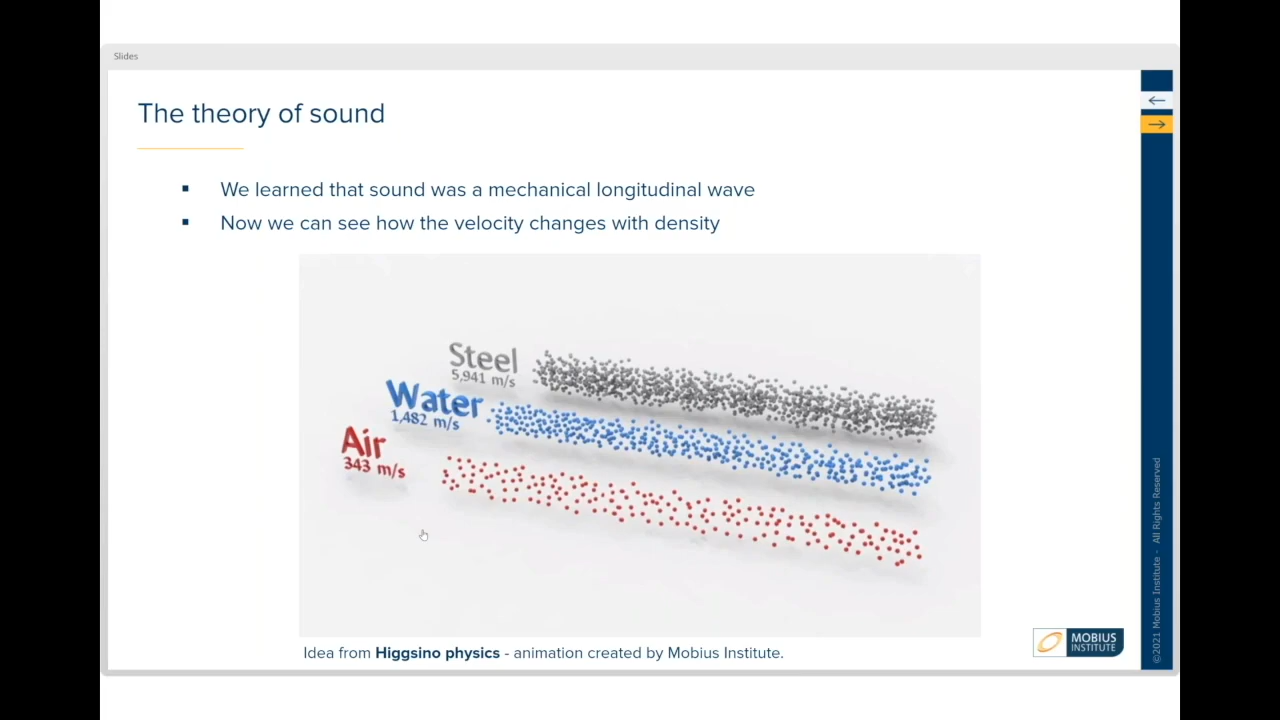 Slides
The theory of sound
We learned that sound was a mechanical longitudinal wave
Now we can see how the velocity changes with density
Steel
5,941 m/s
Water
1,482 m/s
Air
343 m/s
Idea from Higgsino physics - animation created by Mobius Institute.
MOBIUS
INSTITUTE
©2021 Mobius Institute - All Rights Reserved